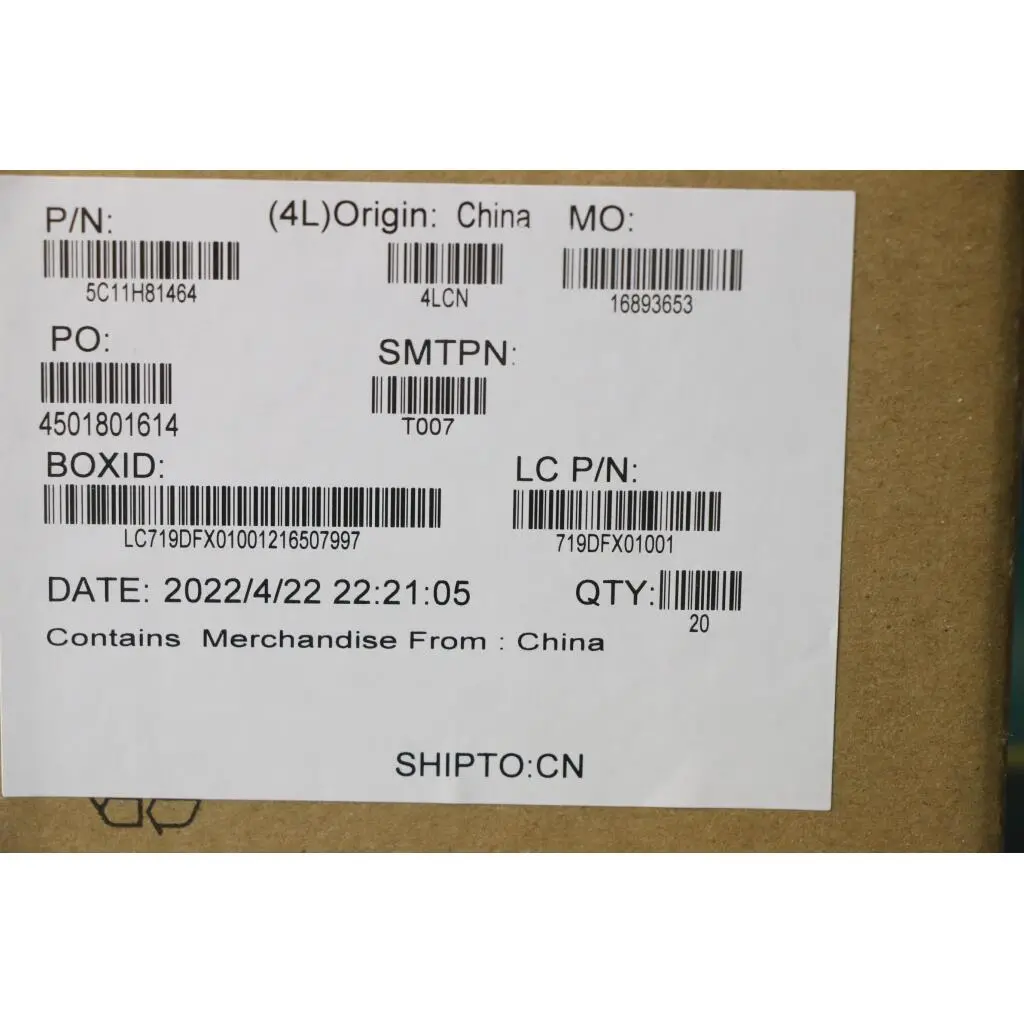 P/N: (4L)Origin: China MO:
5C11H81464 4LCN 16893653
PO: SMTPN:
4501801614 T007
BOXID: LC P/N:
LC719DFX01001216507997 719DFX01001
DATE: 2022/4/22 22:21:05 QTY:
20
Contains Merchandise From : China
SHIPTO:CN